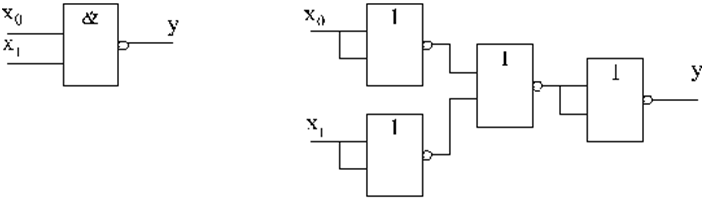 x₀ & y
x₁
x₀ 1
1 1 y
x₁ 1